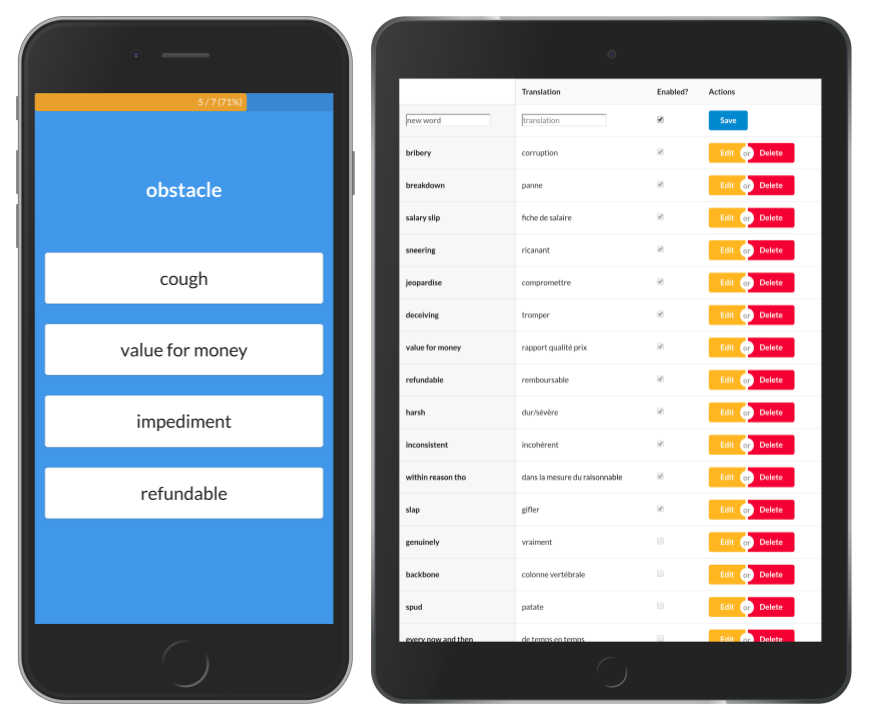 5 / 7 (71%)
obstacle
cough
value for money
impediment
refundable
Translation Enabled? Actions
new word translation Save
bribery corruption Edit or Delete
breakdown panne Edit or Delete
salary slip fiche de salaire Edit or Delete
sneering ricanant Edit or Delete
jeopardise compromettre Edit or Delete
deceiving tromper Edit or Delete
value for money rapport qualité prix Edit or Delete
refundable remboursable Edit or Delete
harsh dur/sévère Edit or Delete
inconsistent incohérent Edit or Delete
within reason tho dans la mesure du raisonnable Edit or Delete
slap gifler Edit or Delete
genuinely vraiment Edit or Delete
backbone colonne vertébrale Edit or Delete
spud patate Edit or Delete
every now and then de temps en temps Edit or Delete